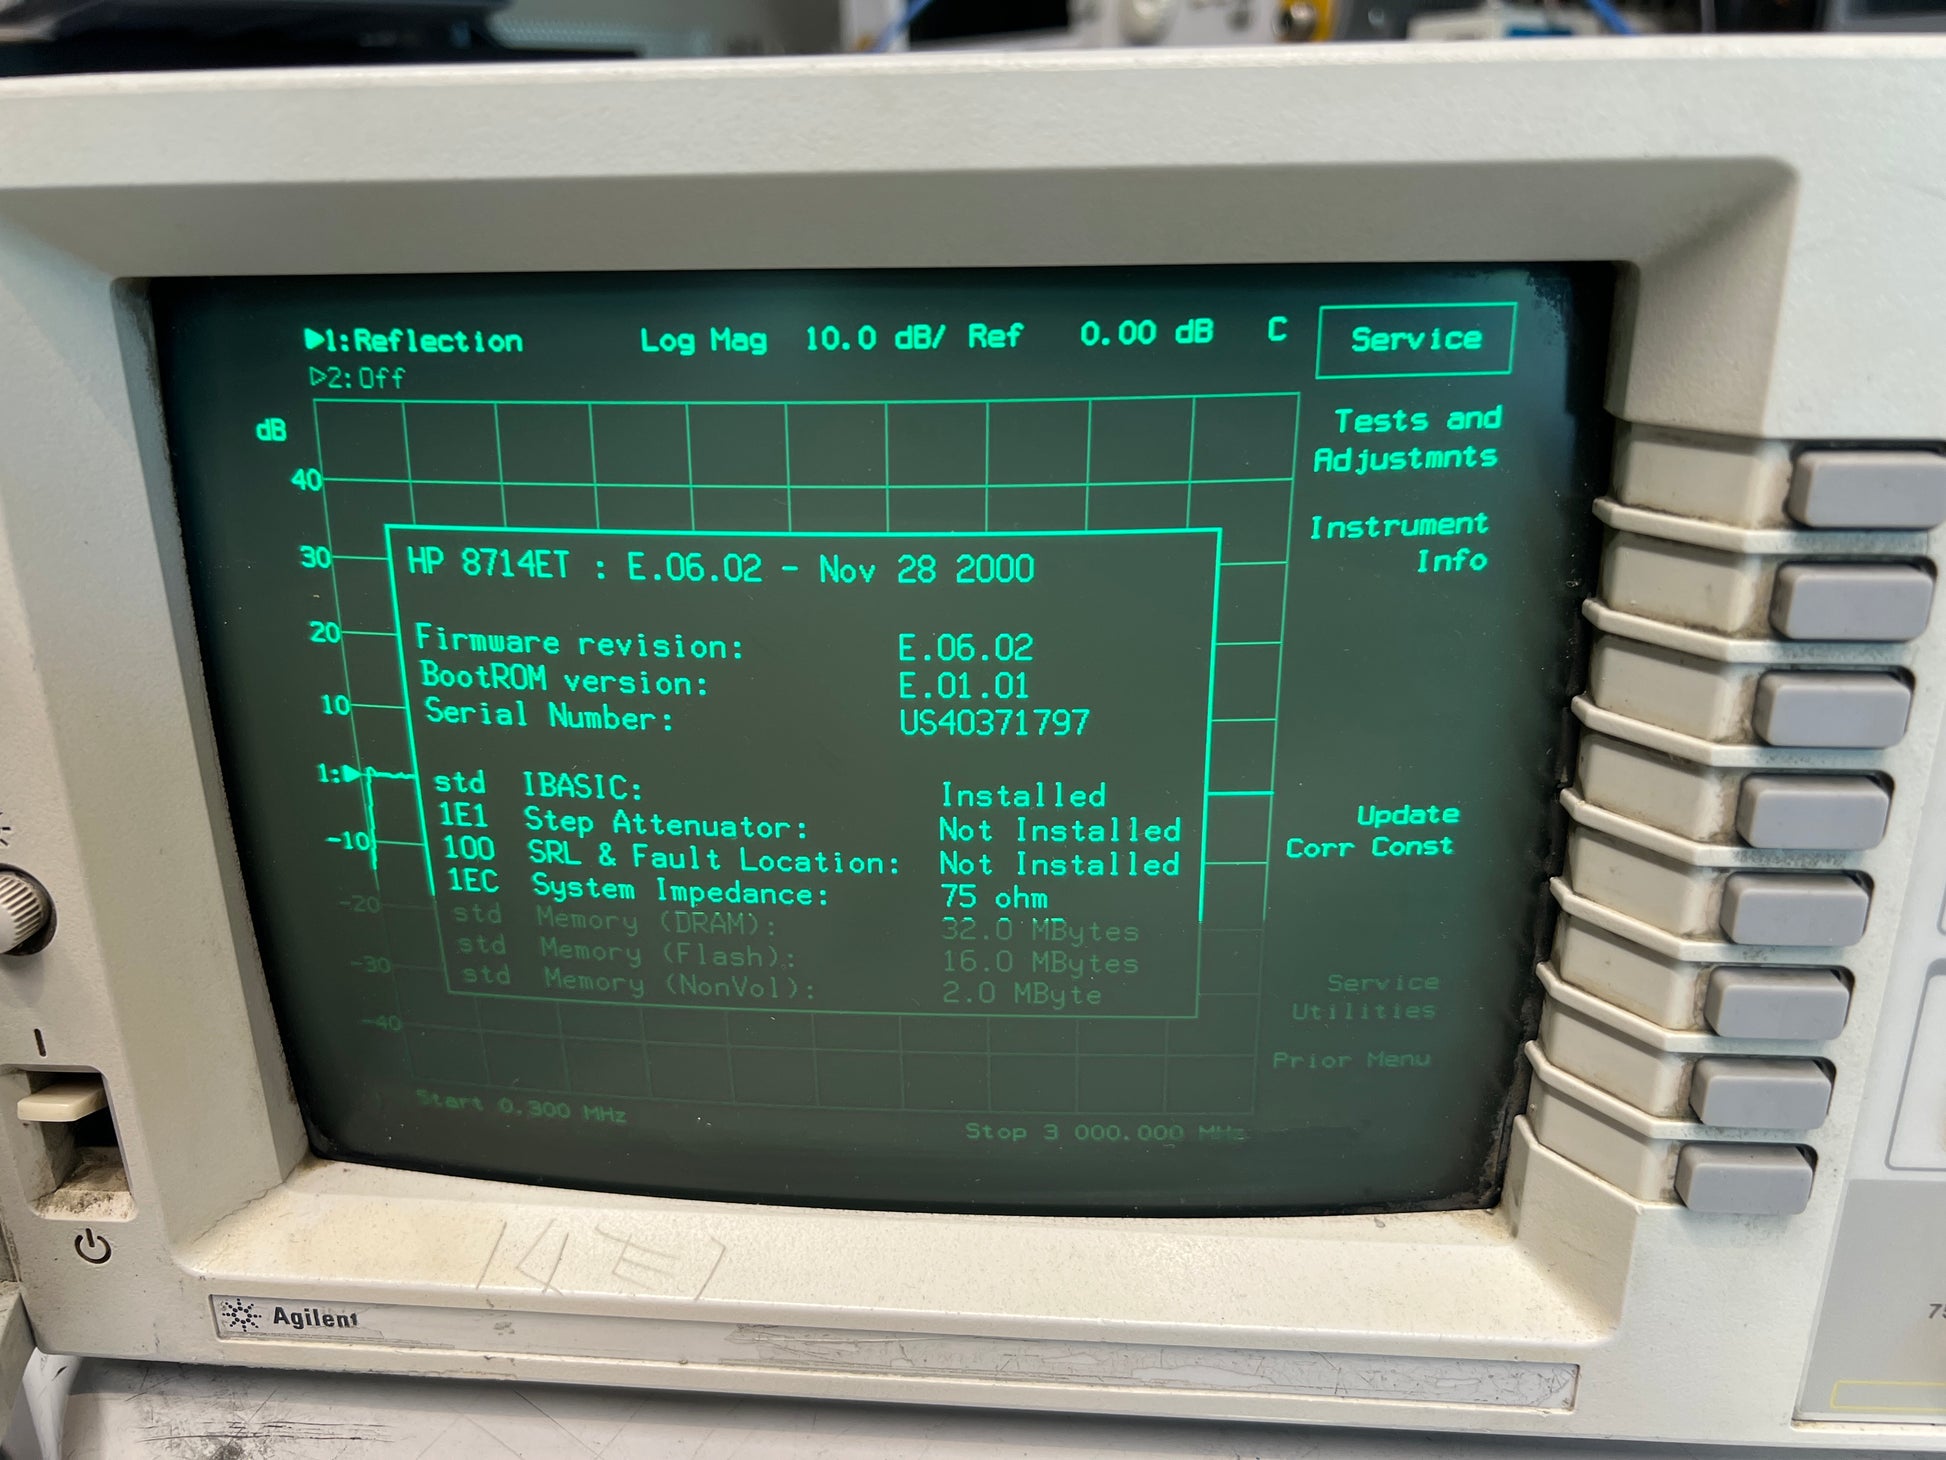 ▶1:Reflection Log Mag 10.0 dB/ Ref 0.00 dB C
▷2:Off
Service
dB
Tests and
Adjustmnts
Instrument
Info
Update
Corr Const
Service
Utilities
Prior Menu
40
30
20
10
1:▶
-10
-20
-30
-40
HP 8714ET : E.06.02 - Nov 28 2000
Firmware revision: E.06.02
BootROM version: E.01.01
Serial Number: US40371797
std IBASIC: Installed
1E1 Step Attenuator: Not Installed
100 SRL & Fault Location: Not Installed
1EC System Impedance: 75 ohm
std Memory (DRAM): 32.0 MBytes
std Memory (Flash): 16.0 MBytes
std Memory (NonVol): 2.0 MByte
Start 0.300 MHz
Stop 3 000.000 MHz
Agilent